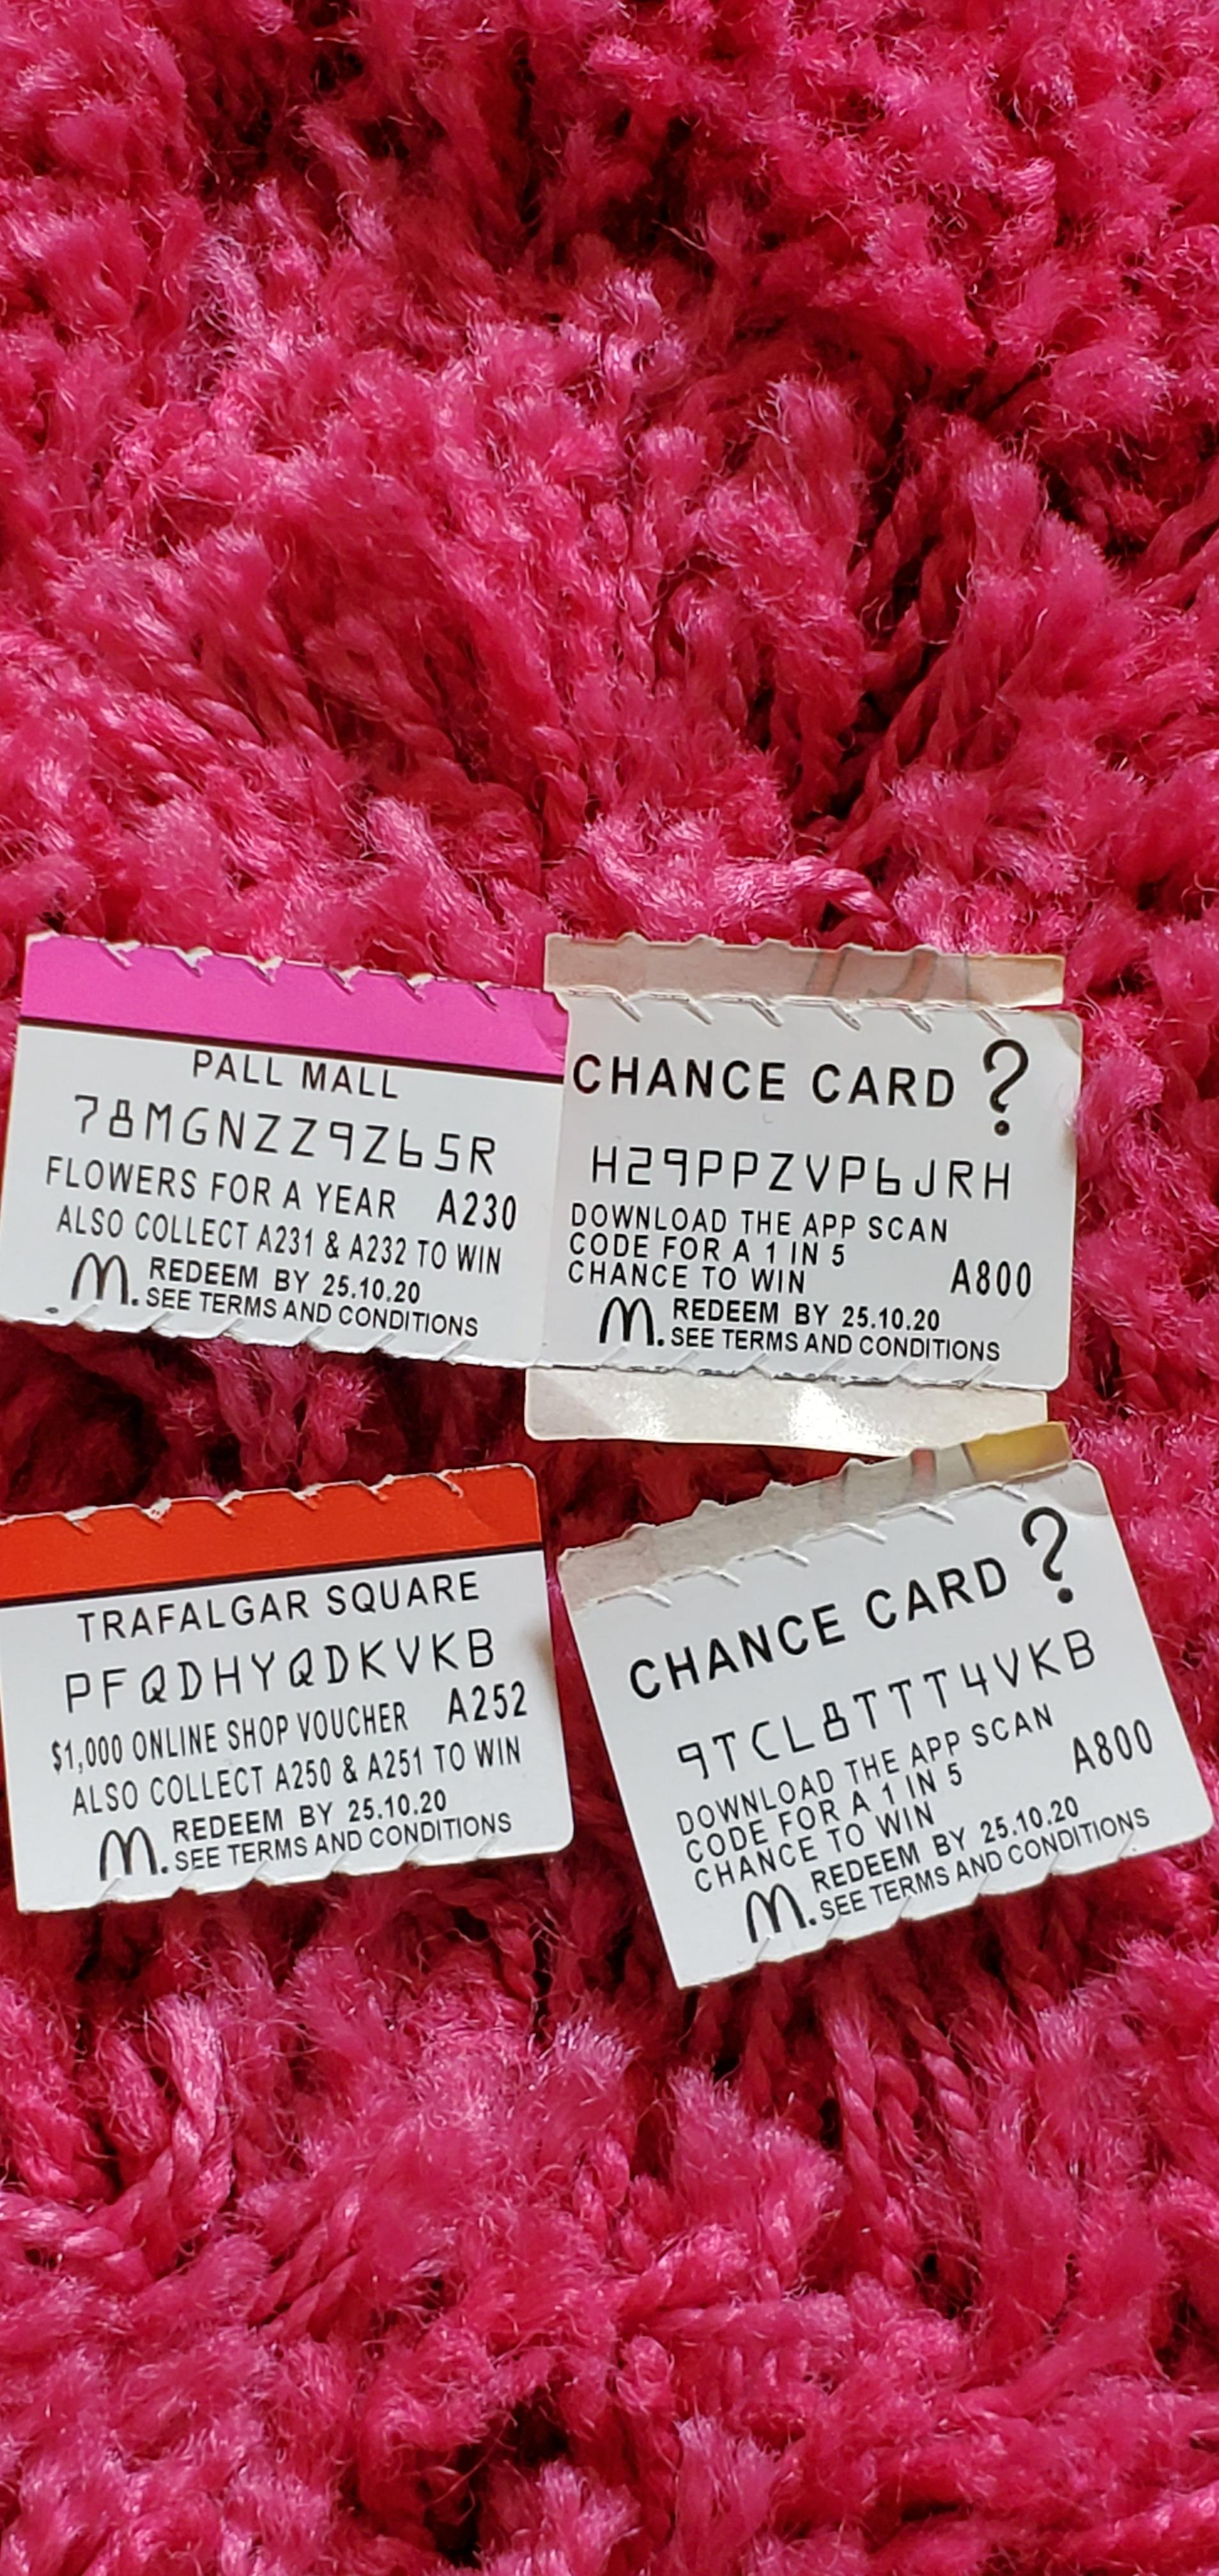 PALL MALL
78MGNZZ9Z65R
FLOWERS FOR A YEAR A230
ALSO COLLECT A231 & A232 TO WIN
REDEEM BY 25.10.20
SEE TERMS AND CONDITIONS
CHANCE CARD ?
H29PPZVP6JRH
DOWNLOAD THE APP SCAN
CODE FOR A 1 IN 5
CHANCE TO WIN A800
REDEEM BY 25.10.20
SEE TERMS AND CONDITIONS
TRAFALGAR SQUARE
PFQDHYQDKVKB
$1,000 ONLINE SHOP VOUCHER A252
ALSO COLLECT A250 & A251 TO WIN
REDEEM BY 25.10.20
SEE TERMS AND CONDITIONS
CHANCE CARD ?
9TCL8TTT4VKB
DOWNLOAD THE APP SCAN
CODE FOR A 1 IN 5
CHANCE TO WIN A800
REDEEM BY 25.10.20
SEE TERMS AND CONDITIONS